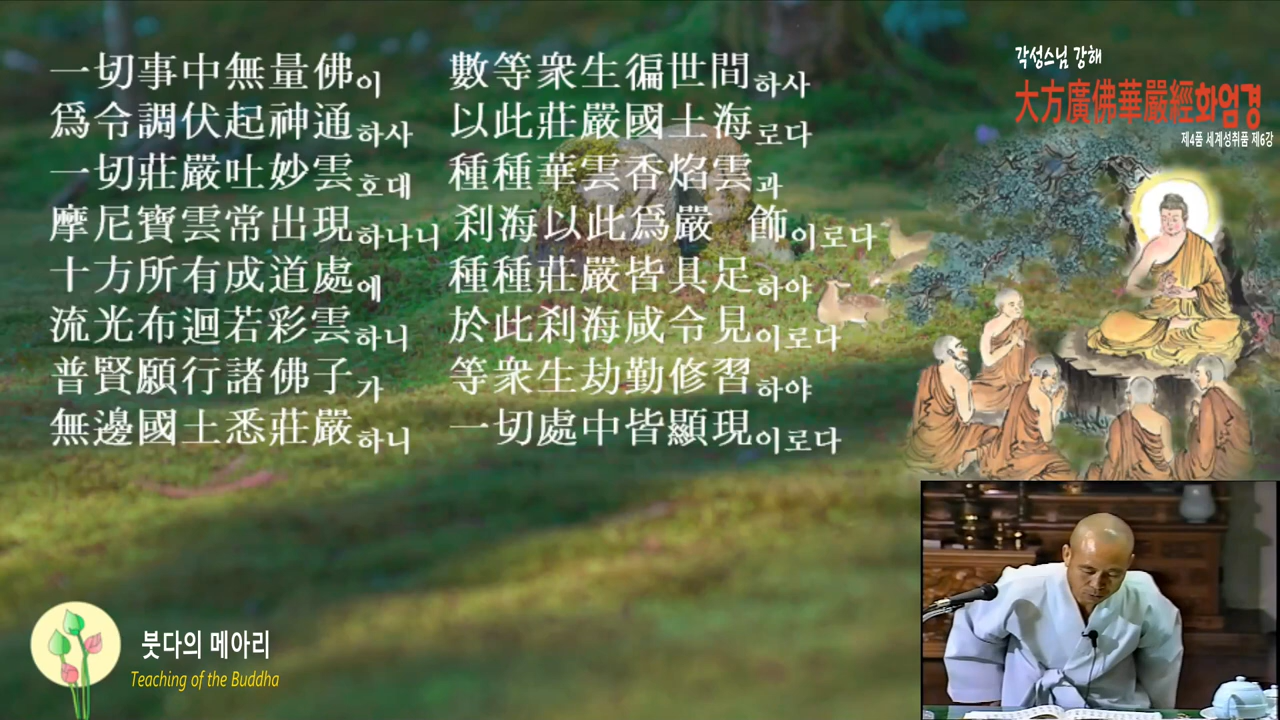 一切事中無量佛이 數等衆生徧世間하사
爲令調伏起神通하사 以此莊嚴國土海로다
一切莊嚴吐妙雲호대 種種華雲香焰雲과
摩尼寶雲常出現하나니 刹海以此爲嚴 飾이로다
十方所有成道處에 種種莊嚴皆具足하야
流光布迴若彩雲하니 於此刹海咸令見이로다
普賢願行諸佛子가 等衆生劫勤修習하야
無邊國土悉莊嚴하니 一切處中皆顯現이로다
각성스님 강해
大方廣佛華嚴經화엄경
제4품 세계성취품 제6강
붓다의 메아리
Teaching of the Buddha